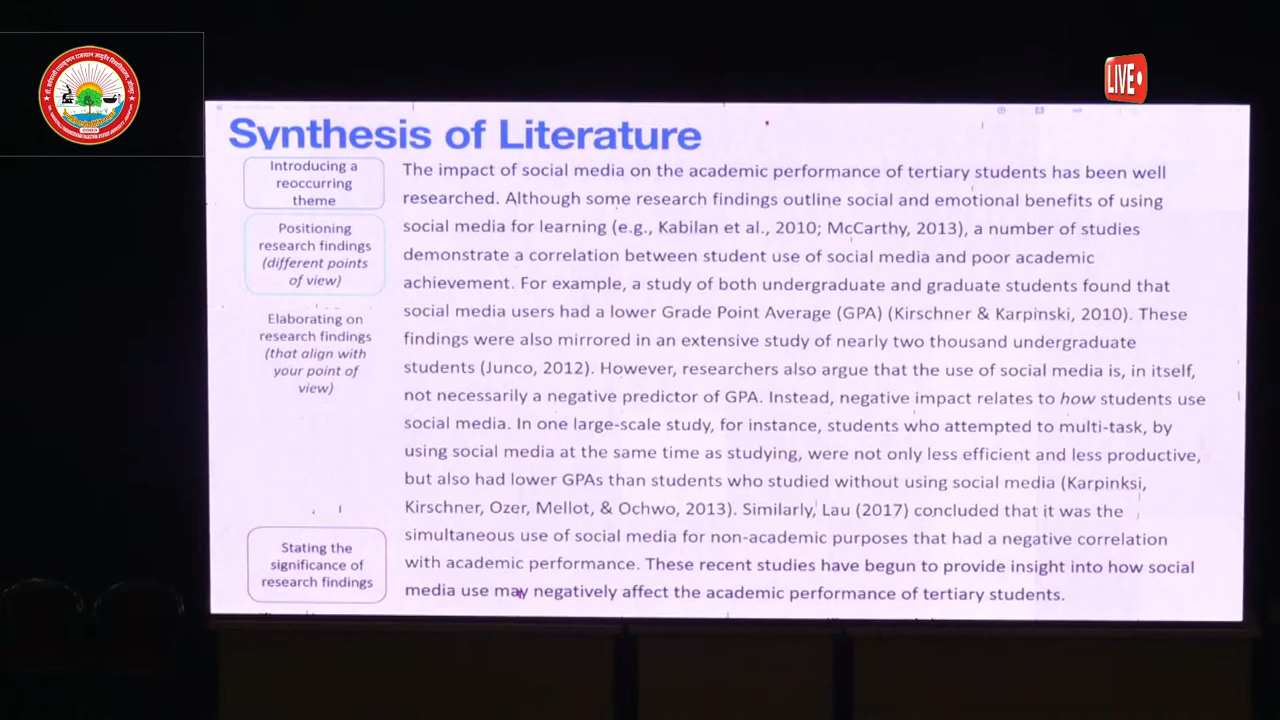 LIVE
Synthesis of Literature
Introducing a
reoccurring
theme
Positioning
research findings
(different points
of view)
Elaborating on
research findings
(that align with
your point of
view)
Stating the
significance of
research findings
The impact of social media on the academic performance of tertiary students has been well
researched. Although some research findings outline social and emotional benefits of using
social media for learning (e.g., Kabilan et al., 2010; McCarthy, 2013), a number of studies
demonstrate a correlation between student use of social media and poor academic
achievement. For example, a study of both undergraduate and graduate students found that
social media users had a lower Grade Point Average (GPA) (Kirschner & Karpinski, 2010). These
findings were also mirrored in an extensive study of nearly two thousand undergraduate
students (Junco, 2012). However, researchers also argue that the use of social media is, in itself,
not necessarily a negative predictor of GPA. Instead, negative impact relates to how students use
social media. In one large-scale study, for instance, students who attempted to multi-task, by
using social media at the same time as studying, were not only less efficient and less productive,
but also had lower GPAs than students who studied without using social media (Karpinksi,
Kirschner, Ozer, Mellot, & Ochwo, 2013). Similarly, Lau (2017) concluded that it was the
simultaneous use of social media for non-academic purposes that had a negative correlation
with academic performance. These recent studies have begun to provide insight into how social
media use may negatively affect the academic performance of tertiary students.